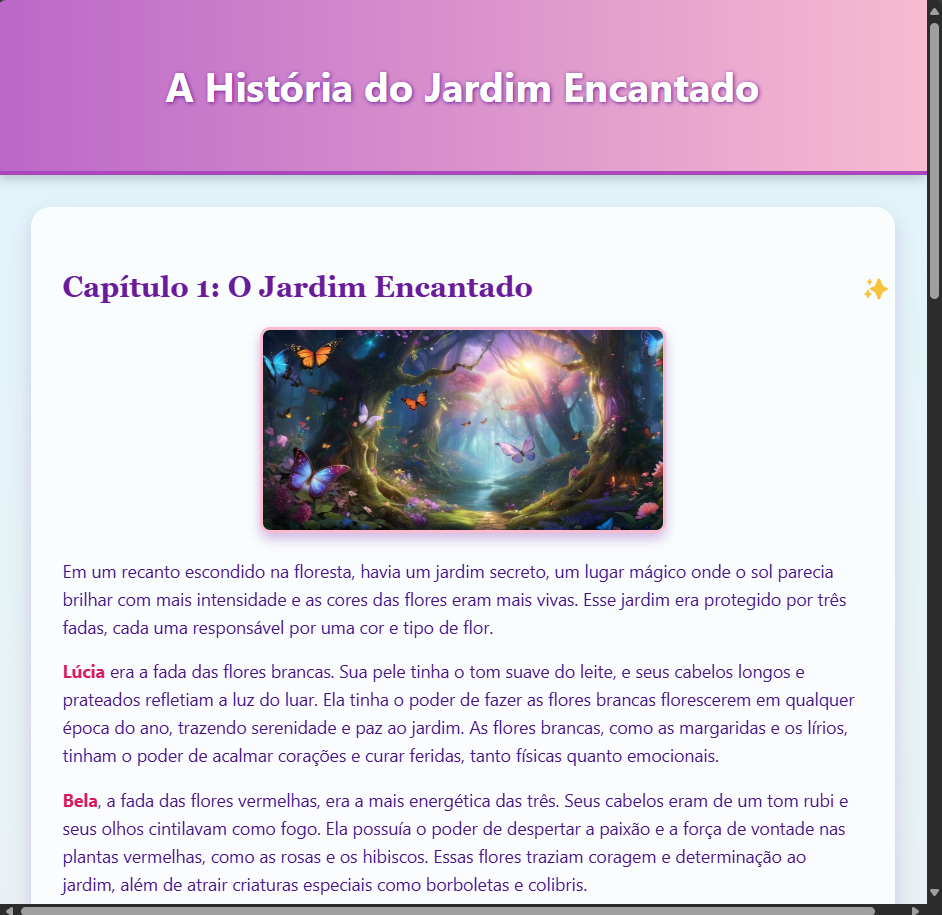 A História do Jardim Encantado
Capítulo 1: O Jardim Encantado
Em um recanto escondido na floresta, havia um jardim secreto, um lugar mágico onde o sol parecia
brilhar com mais intensidade e as cores das flores eram mais vivas. Esse jardim era protegido por três
fadas, cada uma responsável por uma cor e tipo de flor.
Lúcia era a fada das flores brancas. Sua pele tinha o tom suave do leite, e seus cabelos longos e
prateados refletiam a luz do luar. Ela tinha o poder de fazer as flores brancas florescerem em qualquer
época do ano, trazendo serenidade e paz ao jardim. As flores brancas, como as margaridas e os lírios,
tinham o poder de acalmar corações e curar feridas, tanto físicas quanto emocionais.
Bela, a fada das flores vermelhas, era a mais energética das três. Seus cabelos eram de um tom rubi e
seus olhos cintilavam como fogo. Ela possuía o poder de despertar a paixão e a força de vontade nas
plantas vermelhas, como as rosas e os hibiscos. Essas flores traziam coragem e determinação ao
jardim, além de atrair criaturas especiais como borboletas e colibris.